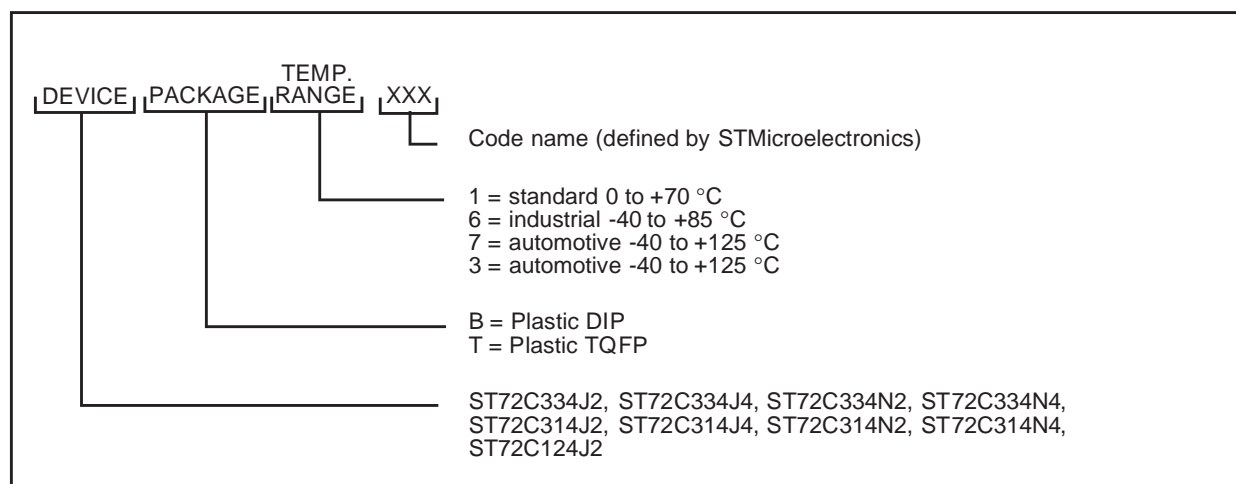 TEMP.
DEVICE PACKAGE RANGE XXX
Code name (defined by STMicroelectronics)
1 = standard 0 to +70 °C
6 = industrial -40 to +85 °C
7 = automotive -40 to +125 °C
3 = automotive -40 to +125 °C
B = Plastic DIP
T = Plastic TQFP
ST72C334J2, ST72C334J4, ST72C334N2, ST72C334N4,
ST72C314J2, ST72C314J4, ST72C314N2, ST72C314N4,
ST72C124J2